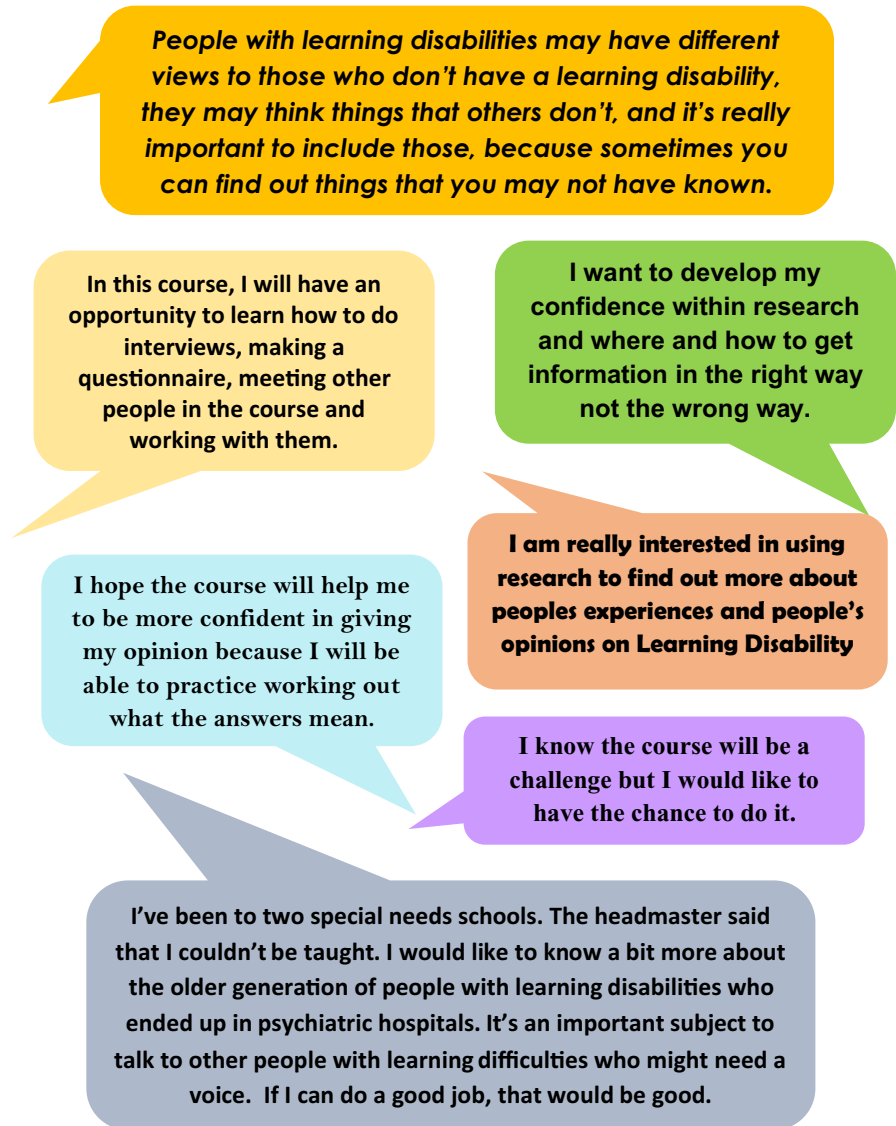 People with learning disabilities may have different
views to those who don't have a learning disability,
they may think things that others don't, and it's really
important to include those, because sometimes you
can find out things that you may not have known.
In this course, I will have an
opportunity to learn how to do
interviews, making a
questionnaire, meeting other
people in the course and
working with them.
I want to develop my
confidence within research
and where and how to get
information in the right way
not the wrong way.
I am really interested in using
research to find out more about
peoples experiences and people's
opinions on Learning Disability
I hope the course will help me
to be more confident in giving
my opinion because I will be
able to practice working out
what the answers mean.
I know the course will be a
challenge but I would like to
have the chance to do it.
I've been to two special needs schools. The headmaster said
that I couldn't be taught. I would like to know a bit more about
the older generation of people with learning disabilities who
ended up in psychiatric hospitals. It's an important subject to
talk to other people with learning difficulties who might need a
voice.  If I can do a good job, that would be good.